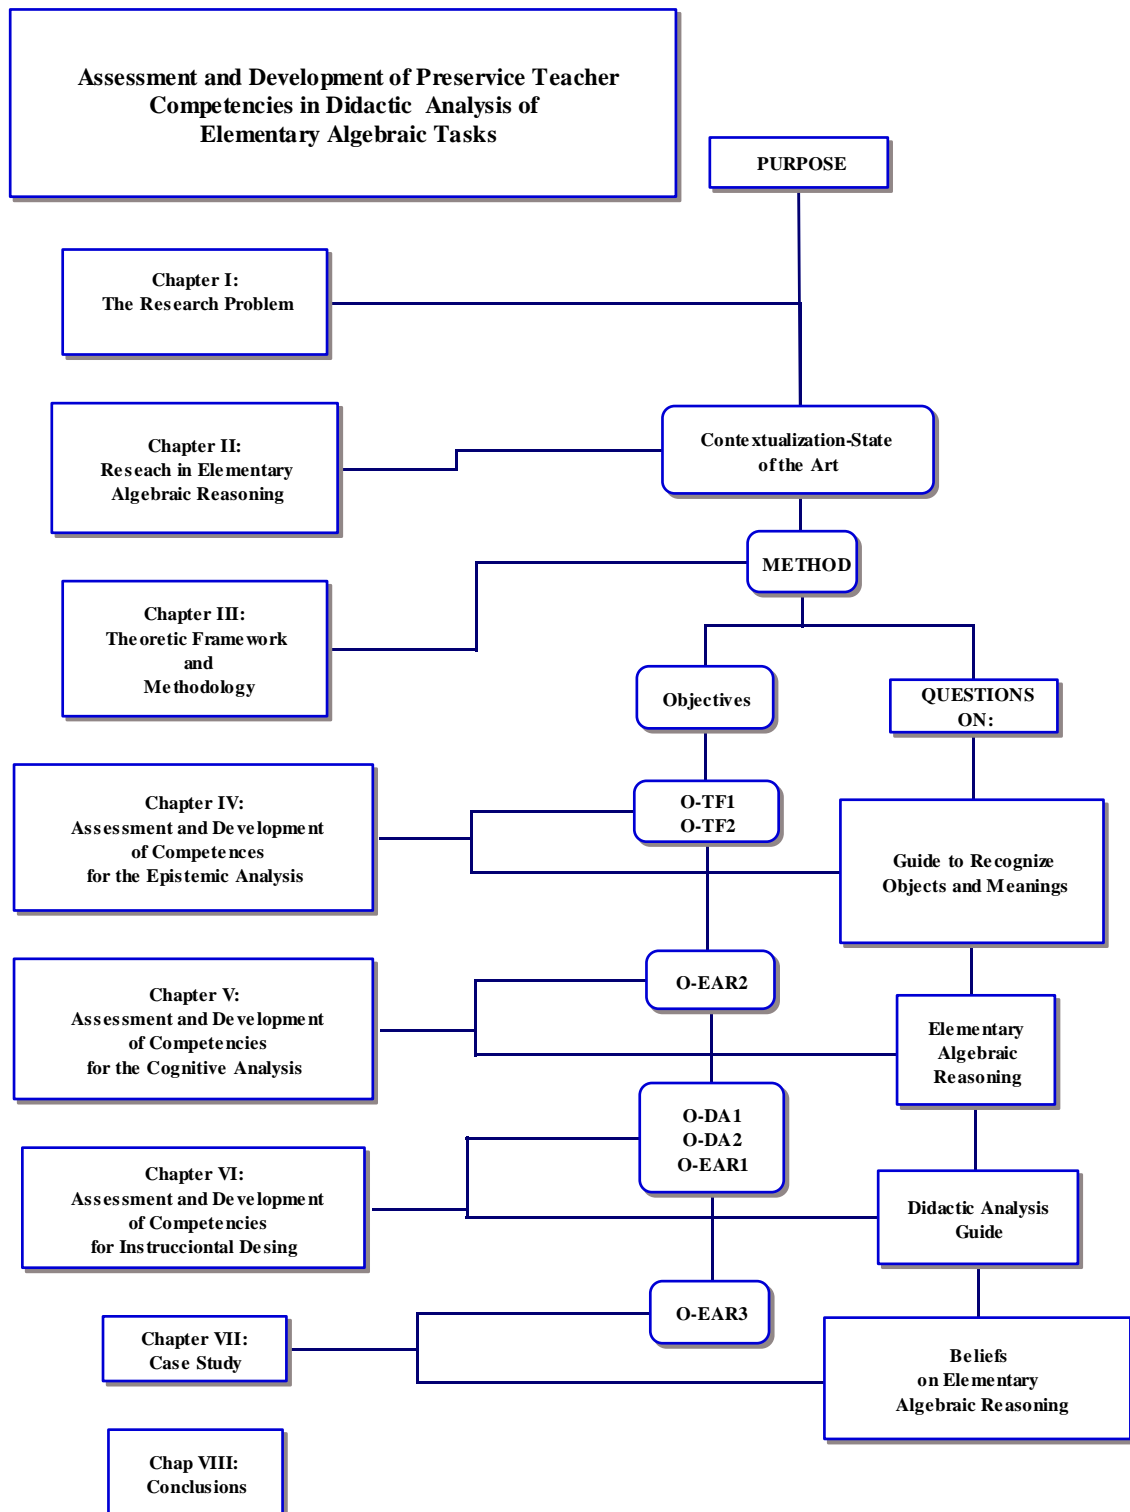 Assessment and Development of Preservice Teacher
Competencies in Didactic Analysis of
Elementary Algebraic Tasks
PURPOSE
Chapter I:
The Research Problem
Contextualization-State
of the Art
Chapter II:
Reseach in Elementary
Algebraic Reasoning
METHOD
Chapter III:
Theoretic Framework
and
Methodology
Objectives
QUESTIONS
ON:
Chapter IV:
Assessment and Development
of Competences
for the Epistemic Analysis
O-TF1
O-TF2
Guide to Recognize
Objects and Meanings
Chapter V:
Assessment and Development
of Competencies
for the Cognitive Analysis
O-EAR2
Elementary
Algebraic
Reasoning
O-DA1
O-DA2
O-EAR1
Chapter VI:
Assessment and Development
of Competencies
for Instruccional Desing
Didactic Analysis
Guide
O-EAR3
Chapter VII:
Case Study
Beliefs
on Elementary
Algebraic Reasoning
Chap VIII:
Conclusions